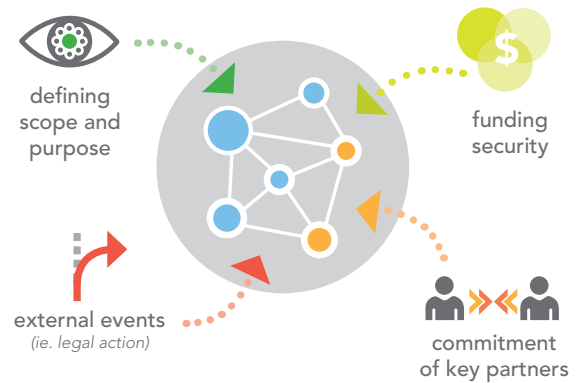 defining
scope and
purpose
$
funding
security
external events
(ie. legal action)
commitment
of key partners